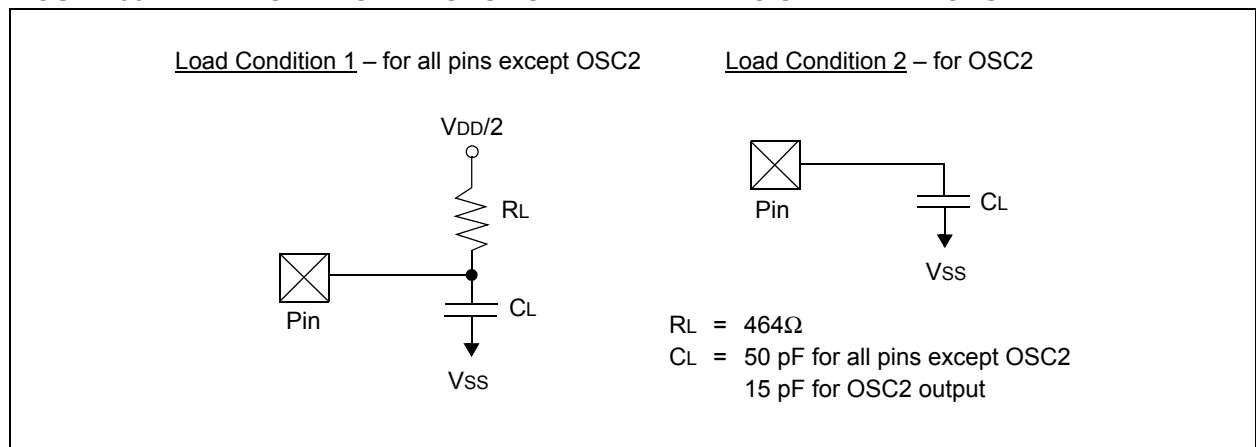 Load Condition 1 – for all pins except OSC2
Load Condition 2 – for OSC2
VDD/2
RL
Pin
CL
VSS
Pin
CL
VSS
RL = 464Ω
CL = 50 pF for all pins except OSC2
15 pF for OSC2 output